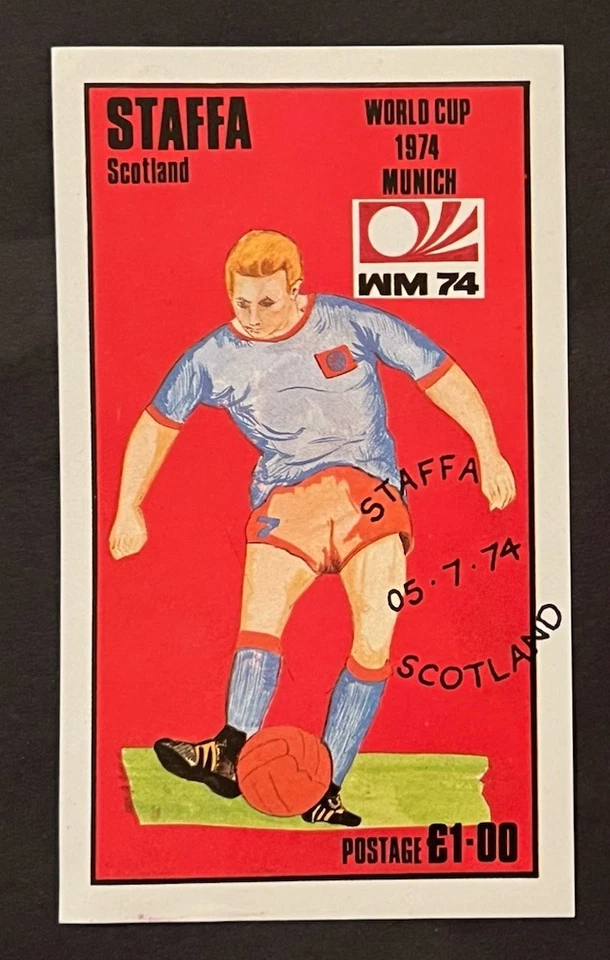 STAFFA
Scotland
WORLD CUP
1974
MUNICH
WM 74
7
STAFFA
05·7·74
SCOTLAND
POSTAGE £1·00